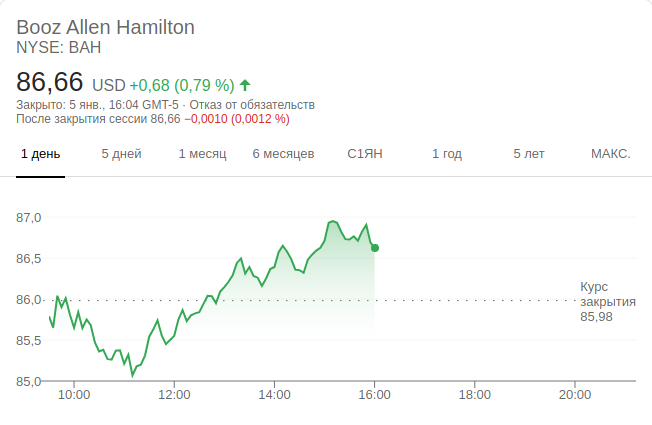 Booz Allen Hamilton
NYSE: BAH
86,66 USD +0,68 (0,79 %)
Закрыто: 5 янв., 16:04 GMT-5 · Отказ от обязательств
После закрытия сессии 86,66 −0,0010 (0,0012 %)
1 день 5 дней 1 месяц 6 месяцев С1ЯН 1 год 5 лет МАКС.
87,0
86,5
86,0
Курс
закрытия
85,98
85,5
85,0
10:00 12:00 14:00 16:00 18:00 20:00